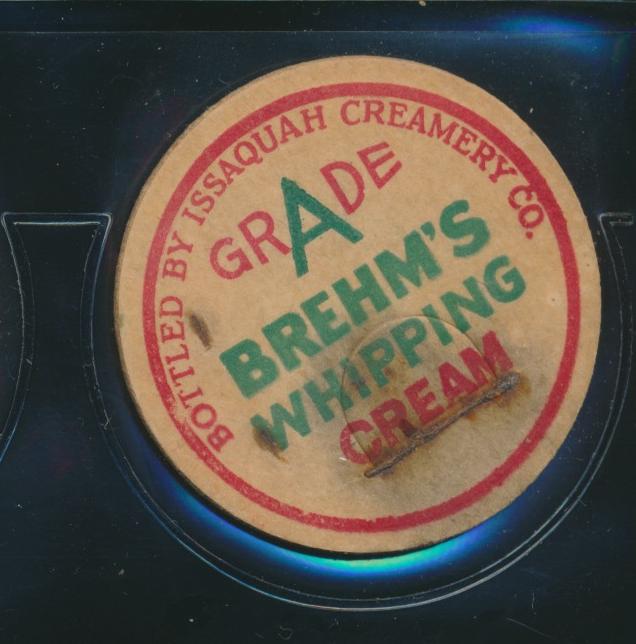 BOTTLED BY ISSAQUAH CREAMERY CO.
GRADE
BREHM'S
WHIPPING
CREAM